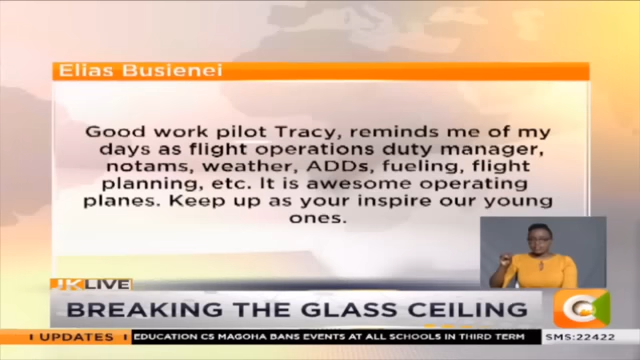 Elias Busienei
Good work pilot Tracy, reminds me of my
days as flight operations duty manager,
notams, weather, ADDs, fueling, flight
planning, etc. It is awesome operating
planes. Keep up as your inspire our young
ones.
JKLIVE
BREAKING THE GLASS CEILING
UPDATES
EDUCATION CS MAGOHA BANS EVENTS AT ALL SCHOOLS IN THIRD TERM
SMS:22422